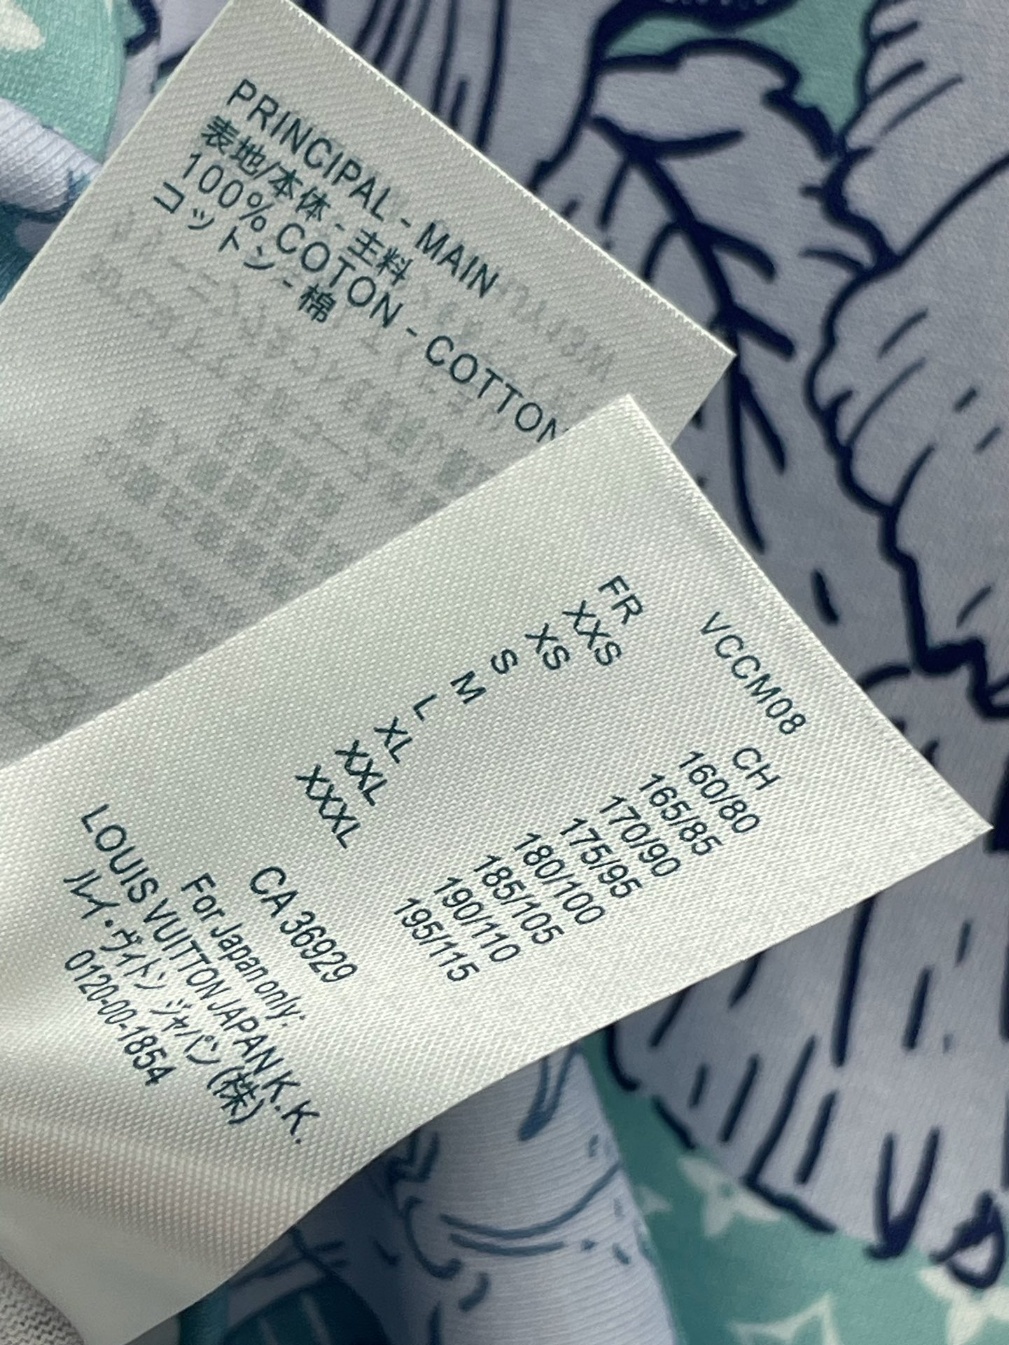 PRINCIPAL - MAIN
表地/本体 - 主料
100% COTON - COTTON
コットン - 棉
VCCM08
FR CH
XXS 160/80
XS 165/85
S 170/90
M 175/95
L 180/100
XL 185/105
XXL 190/110
XXXL 195/115
CA 36929
For Japan only:
LOUIS VUITTON JAPAN K.K.
ルイ・ヴィトン ジャパン (株)
0120-00-1854